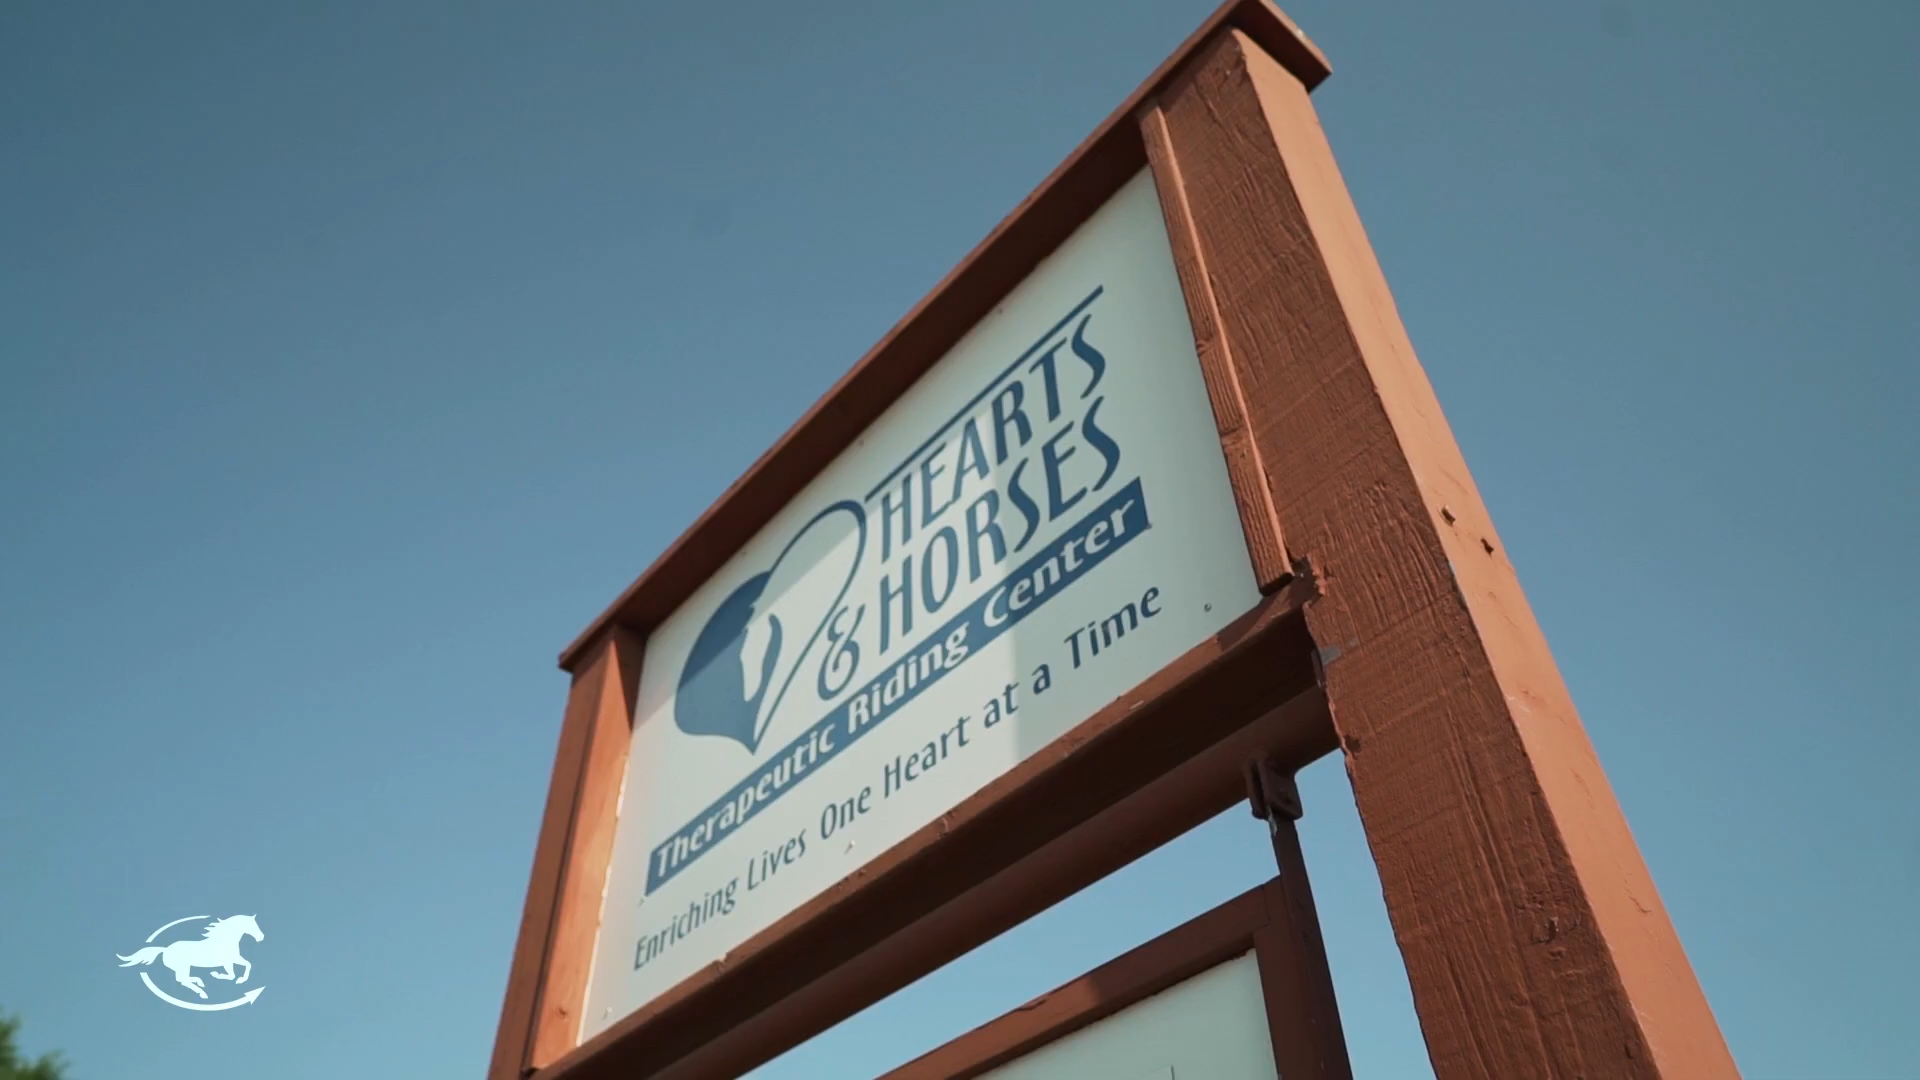 HEARTS
& HORSES
Therapeutic Riding Center
Enriching Lives One Heart at a Time